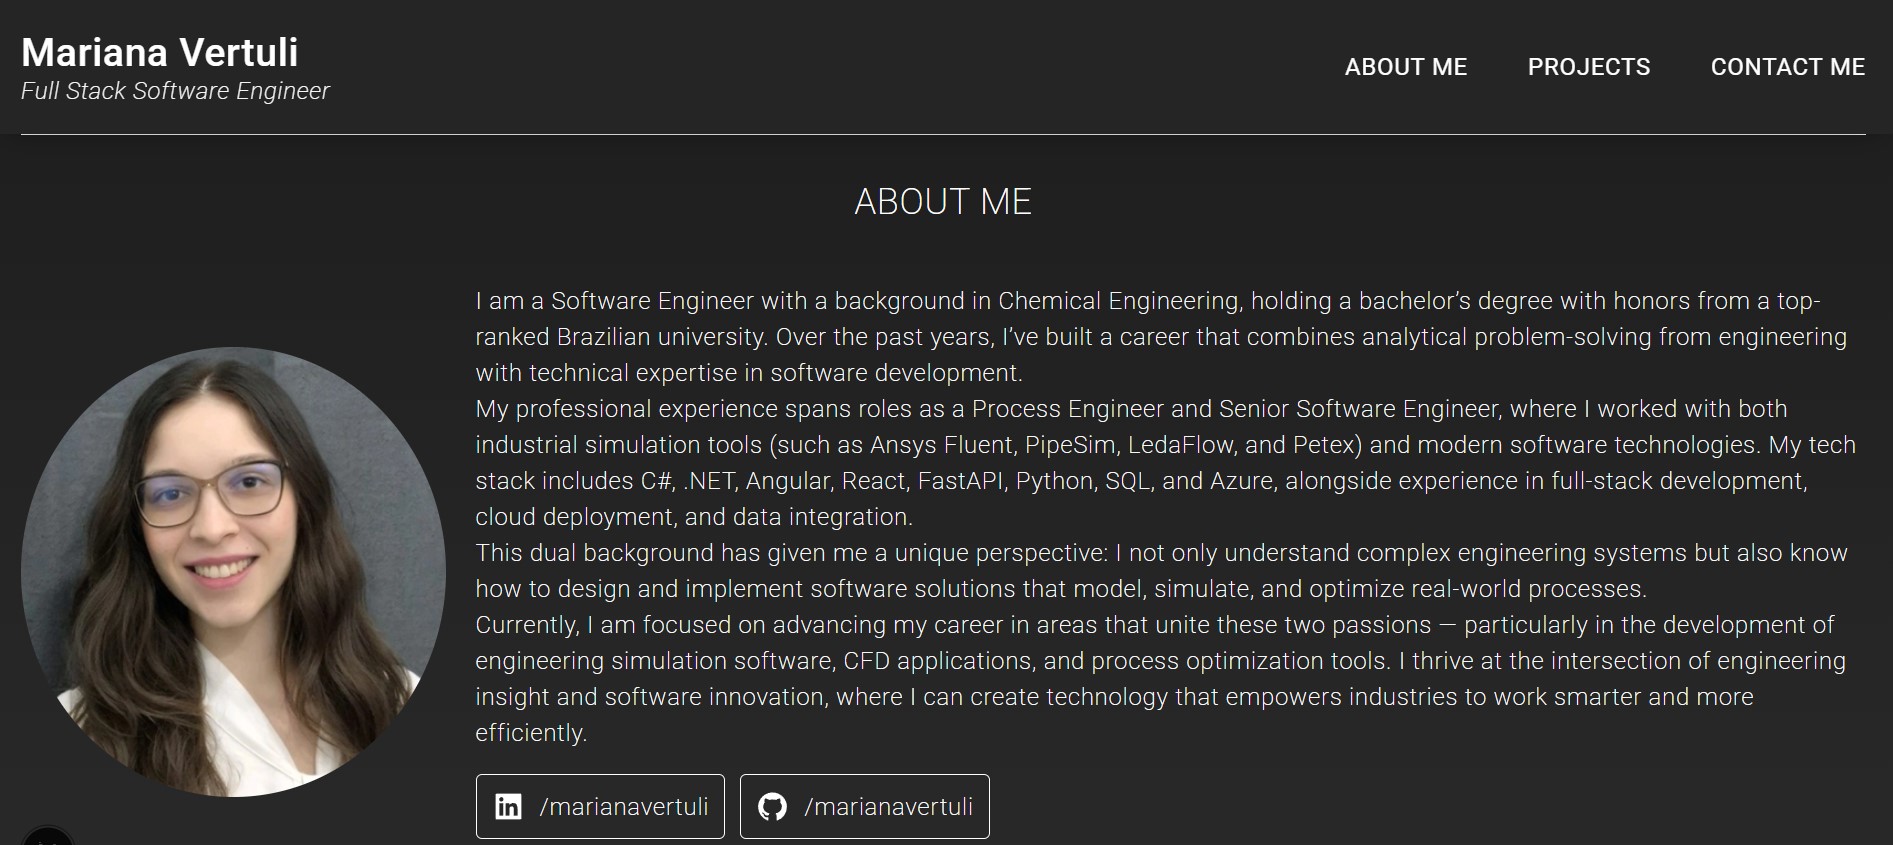 Mariana Vertuli
Full Stack Software Engineer
ABOUT ME
PROJECTS
CONTACT ME
ABOUT ME
I am a Software Engineer with a background in Chemical Engineering, holding a bachelor’s degree with honors from a top-
ranked Brazilian university. Over the past years, I’ve built a career that combines analytical problem-solving from engineering
with technical expertise in software development.
My professional experience spans roles as a Process Engineer and Senior Software Engineer, where I worked with both
industrial simulation tools (such as Ansys Fluent, PipeSim, LedaFlow, and Petex) and modern software technologies. My tech
stack includes C#, .NET, Angular, React, FastAPI, Python, SQL, and Azure, alongside experience in full-stack development,
cloud deployment, and data integration.
This dual background has given me a unique perspective: I not only understand complex engineering systems but also know
how to design and implement software solutions that model, simulate, and optimize real-world processes.
Currently, I am focused on advancing my career in areas that unite these two passions — particularly in the development of
engineering simulation software, CFD applications, and process optimization tools. I thrive at the intersection of engineering
insight and software innovation, where I can create technology that empowers industries to work smarter and more
efficiently.
in /marianavertuli
/marianavertuli